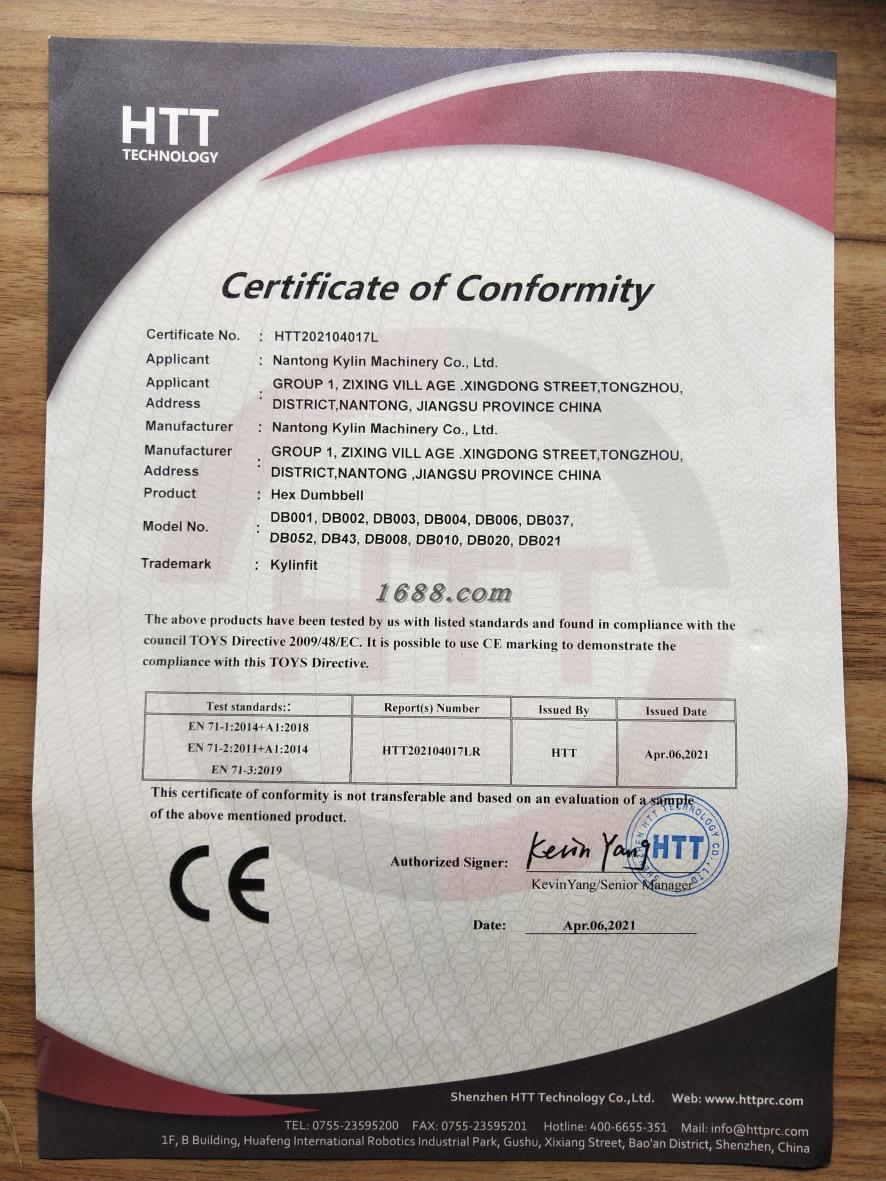 HTT
TECHNOLOGY
Certificate of Conformity
Certificate No. : HTT202104017L
Applicant : Nantong Kylin Machinery Co., Ltd.
Applicant Address : GROUP 1, ZIXING VILL AGE .XINGDONG STREET,TONGZHOU,
DISTRICT,NANTONG, JIANGSU PROVINCE CHINA
Manufacturer : Nantong Kylin Machinery Co., Ltd.
Manufacturer Address : GROUP 1, ZIXING VILL AGE .XINGDONG STREET,TONGZHOU,
DISTRICT,NANTONG ,JIANGSU PROVINCE CHINA
Product : Hex Dumbbell
Model No. : DB001, DB002, DB003, DB004, DB006, DB037,
DB052, DB43, DB008, DB010, DB020, DB021
Trademark : Kylinfit
1688.com
The above products have been tested by us with listed standards and found in compliance with the
council TOYS Directive 2009/48/EC. It is possible to use CE marking to demonstrate the
compliance with this TOYS Directive.
Test standards:: Report(s) Number Issued By Issued Date
EN 71-1:2014+A1:2018
EN 71-2:2011+A1:2014 HTT202104017LR HTT Apr.06,2021
EN 71-3:2019
This certificate of conformity is not transferable and based on an evaluation of a sample
of the above mentioned product.
CE
Authorized Signer: Kevin Yang
SHENZHEN HTT TECHNOLOGY CO.,LTD
HTT
KevinYang/Senior Manager
Date: Apr.06,2021
Shenzhen HTT Technology Co.,Ltd. Web: www.httprc.com
TEL: 0755-23595200 FAX: 0755-23595201 Hotline: 400-6655-351 Mail: info@httprc.com
1F, B Building, Huafeng International Robotics Industrial Park, Gushu, Xixiang Street, Bao'an District, Shenzhen, China